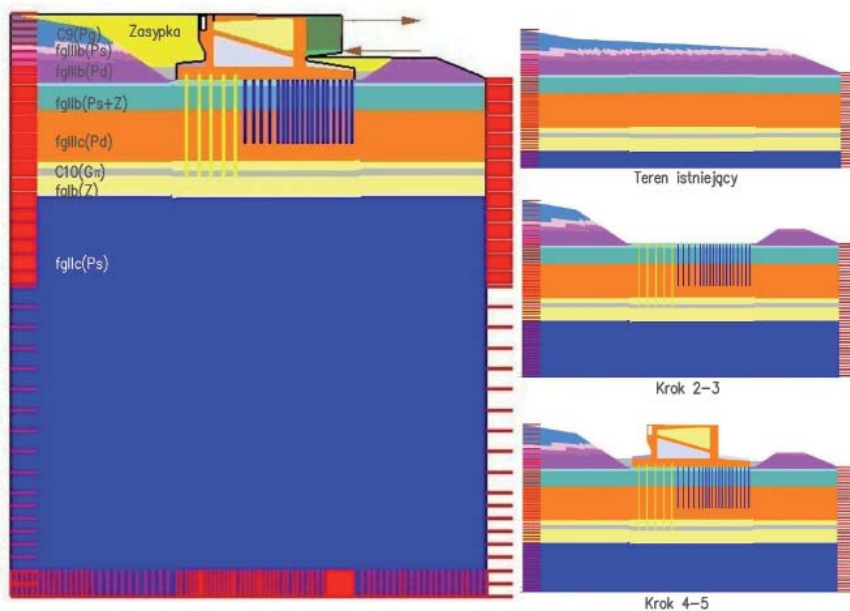 C9(Pg)
Zasypka
fgIIIb(Ps)
fgIIIb(Pd)
fgIIb(Ps+Z)
fgIIIc(Pd)
C10(Gπ)
fgIb(Z)
fgIIc(Ps)
Teren istniejący
Krok 2-3
Krok 4-5